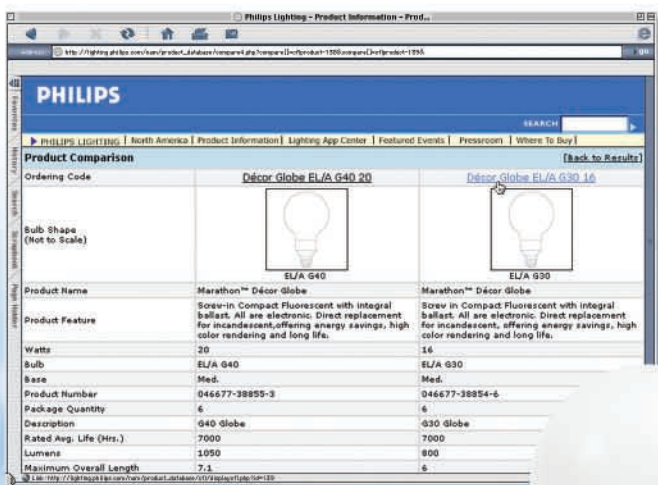 Philips Lighting - Product Information - Prod...
PHILIPS
SEARCH
PHILIPS LIGHTING | North America | Product Information | Lighting App Center | Featured Events | Pressroom | Where To Buy |
Product Comparison [Back to Results]
Ordering Code Décor Globe EL/A G40 20 Décor Globe EL/A G30 16
Bulb Shape
(Not to Scale)
EL/A G40 EL/A G30
Product Name Marathon™ Décor Globe Marathon™ Décor Globe
Product Feature
Screw-in Compact Fluorescent with integral
ballast. All are electronic. Direct replacement
for incandescent,offering energy savings, high
color rendering and long life.
Screw in Compact Fluorescent with integral
ballast. All are electronic. Direct replacement
for incandescent, offering energy savings, high
color rendering and long life.
Watts 20 16
Bulb EL/A G40 EL/A G30
Base Med. Med.
Product Number 046677-38855-3 046677-38854-6
Package Quantity 6 6
Description G40 Globe G30 Globe
Rated Avg. Life (Hrs.) 7000 7000
Lumens 1050 800
Maximum Overall Length 7.1 6
Favorites
History
Search
Scrapbook
Page Holder